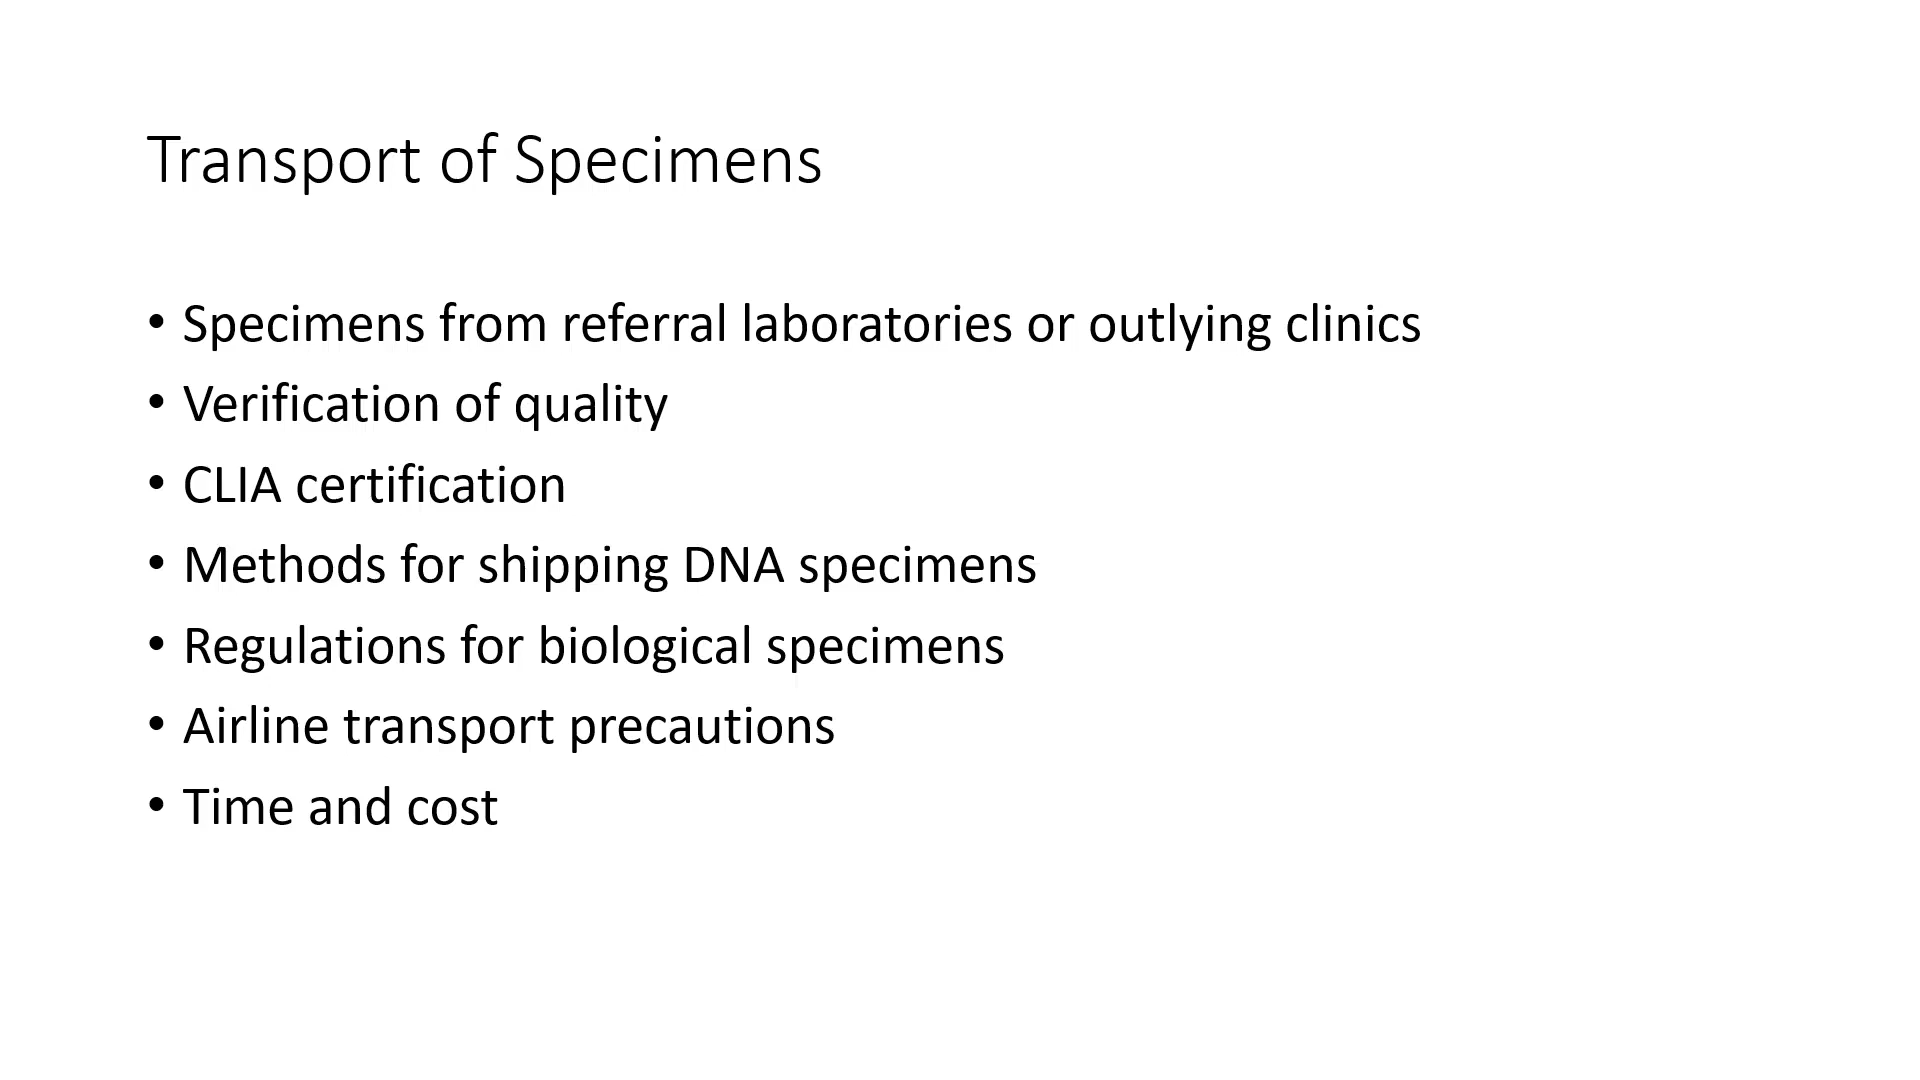 Transport of Specimens
• Specimens from referral laboratories or outlying clinics
• Verification of quality
• CLIA certification
• Methods for shipping DNA specimens
• Regulations for biological specimens
• Airline transport precautions
• Time and cost